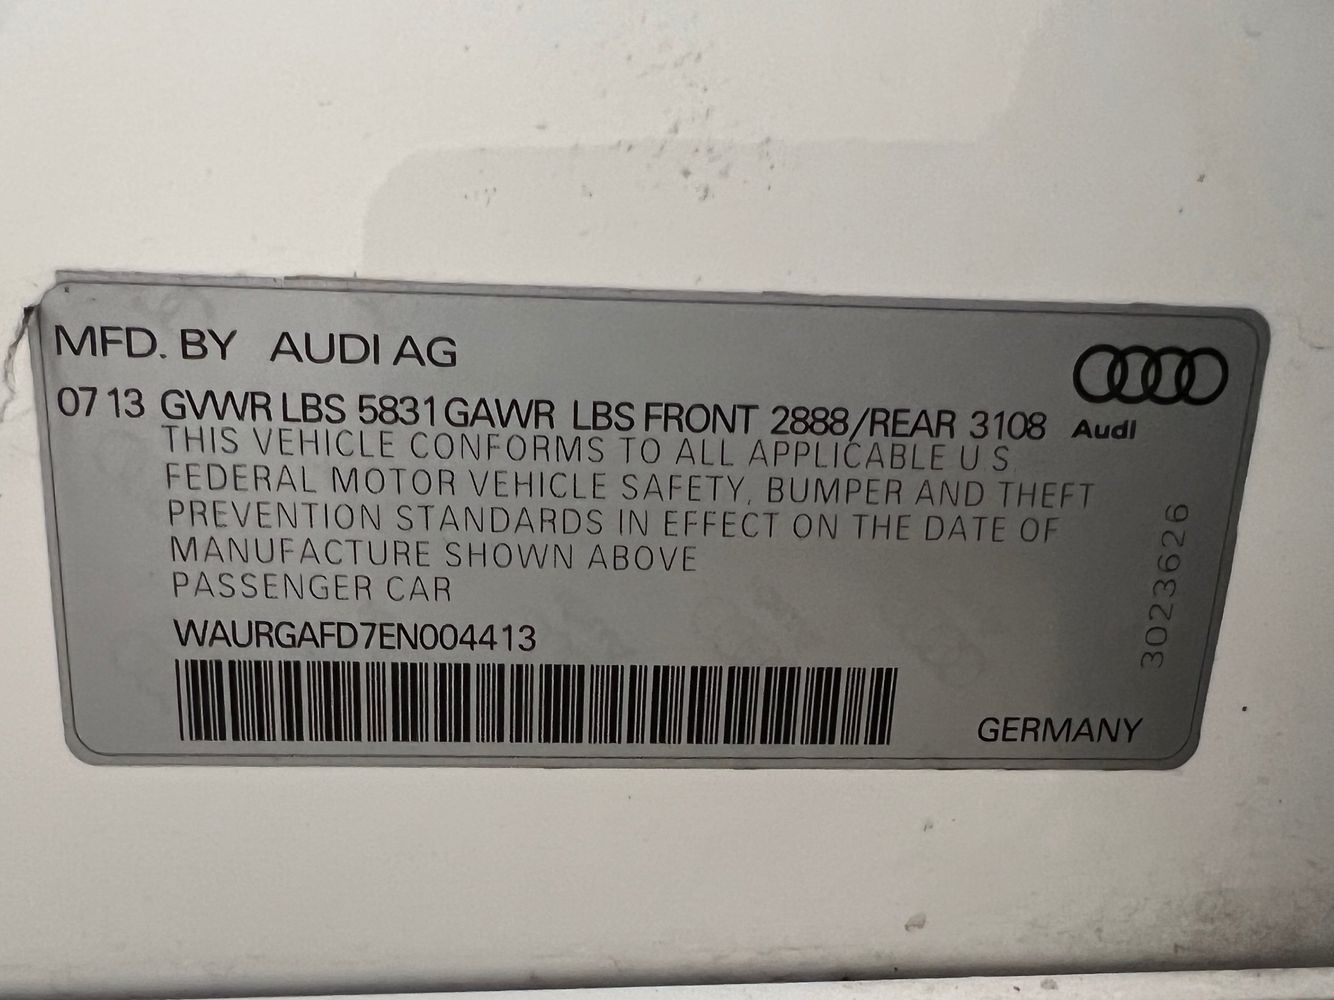 MFD. BY AUDI AG
Audi
07 13 GVWR LBS 5831 GAWR LBS FRONT 2888/REAR 3108
THIS VEHICLE CONFORMS TO ALL APPLICABLE U S
FEDERAL MOTOR VEHICLE SAFETY, BUMPER AND THEFT
PREVENTION STANDARDS IN EFFECT ON THE DATE OF
MANUFACTURE SHOWN ABOVE
PASSENGER CAR
WAURGAFD7EN004413
GERMANY
3023626